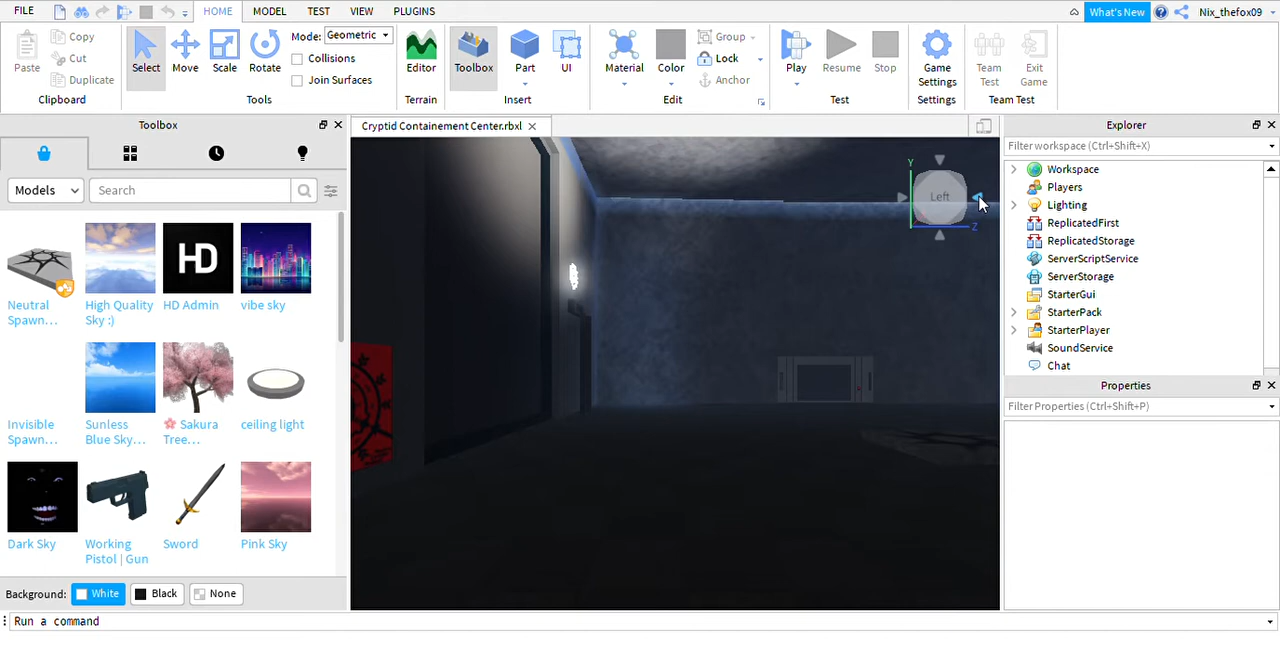 FILE HOME MODEL TEST VIEW PLUGINS What's New Nix_thefox09
Paste Copy Cut Duplicate Clipboard
Select Move Scale Rotate Mode: Geometric Collisions Join Surfaces Tools
Editor Terrain
Toolbox Part UI Insert
Material Color Group Lock Anchor Edit
Play Resume Stop Test
Game Settings Settings
Team Test Exit Game Team Test
Toolbox
Models Search
Neutral Spawn...
High Quality Sky :)
HD
HD Admin
vibe sky
Invisible Spawn...
Sunless Blue Sky...
🌸 Sakura Tree...
ceiling light
Dark Sky
Working Pistol | Gun
Sword
Pink Sky
Background: White Black None
Cryptid Containement Center.rbxl
Y
Left
Z
Explorer
Filter workspace (Ctrl+Shift+X)
Workspace
Players
Lighting
ReplicatedFirst
ReplicatedStorage
ServerScriptService
ServerStorage
StarterGui
StarterPack
StarterPlayer
SoundService
Chat
Properties
Filter Properties (Ctrl+Shift+P)
Run a command